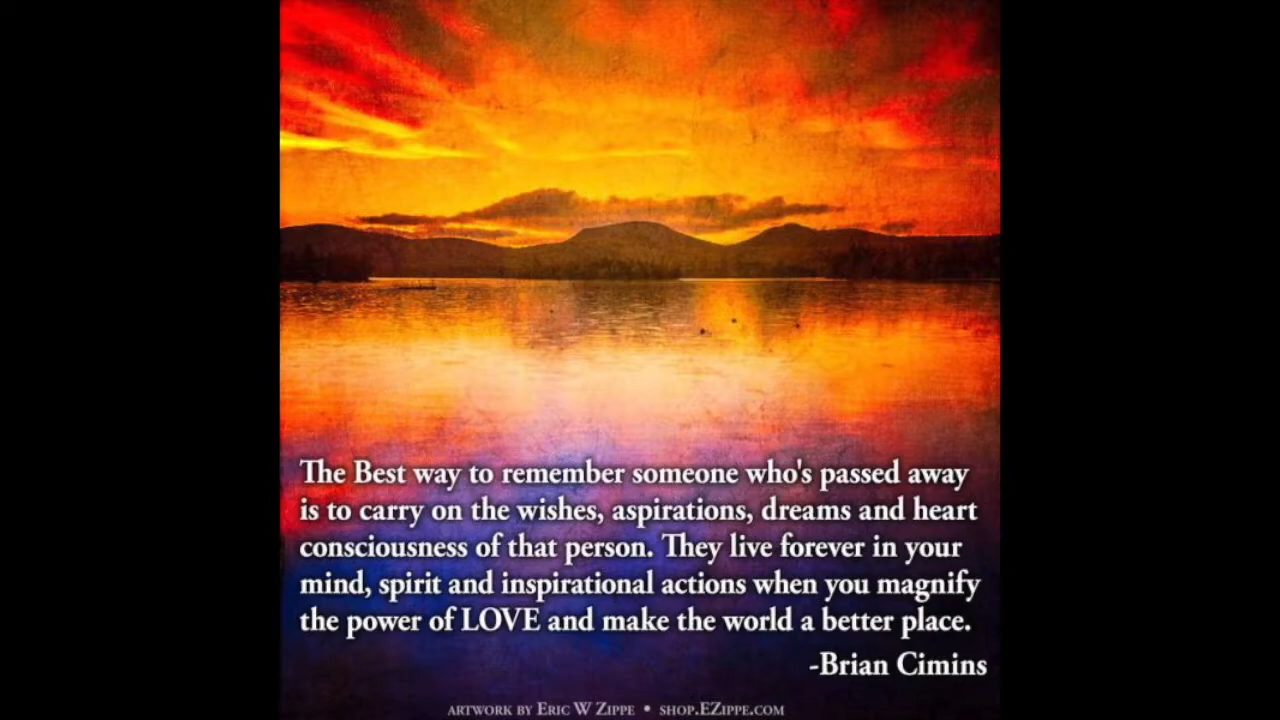 The Best way to remember someone who's passed away
is to carry on the wishes, aspirations, dreams and heart
consciousness of that person. They live forever in your
mind, spirit and inspirational actions when you magnify
the power of LOVE and make the world a better place.
-Brian Cimins
ARTWORK BY ERIC W ZIPPE • SHOP.EZIPPE.COM